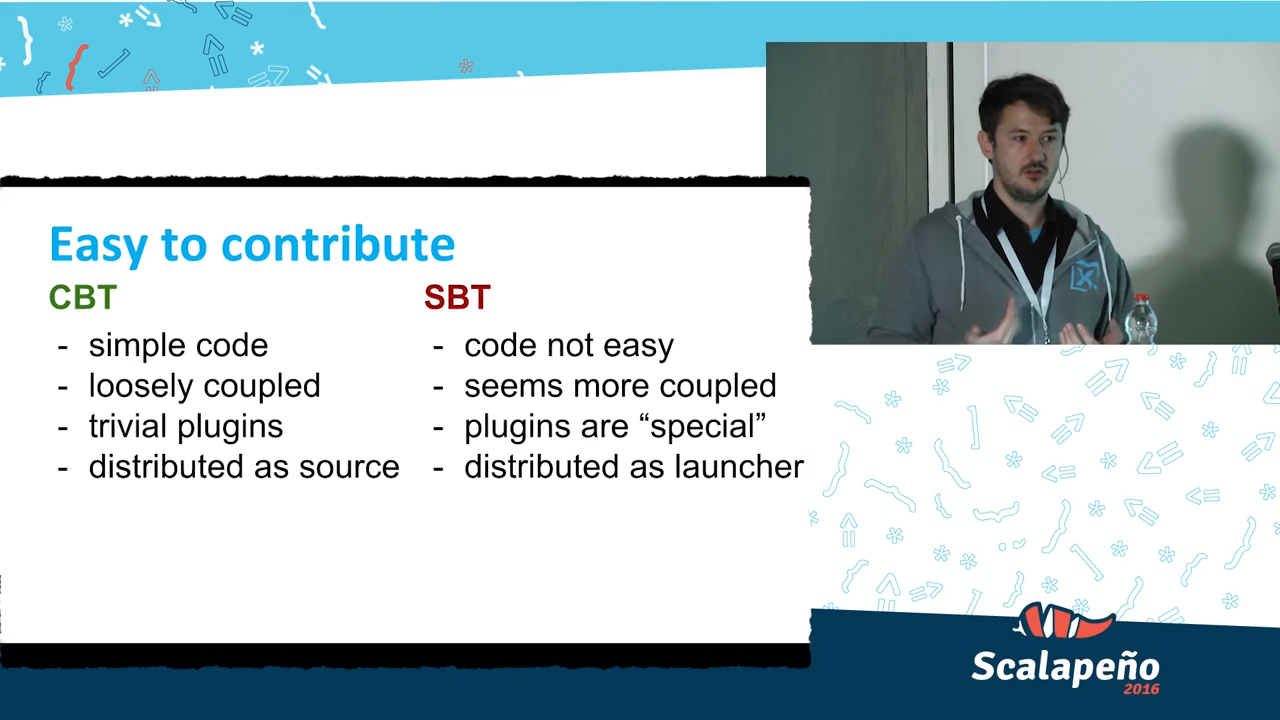 Easy to contribute
CBT
- simple code
- loosely coupled
- trivial plugins
- distributed as source
SBT
- code not easy
- seems more coupled
- plugins are “special”
- distributed as launcher
Scalapeño
2016